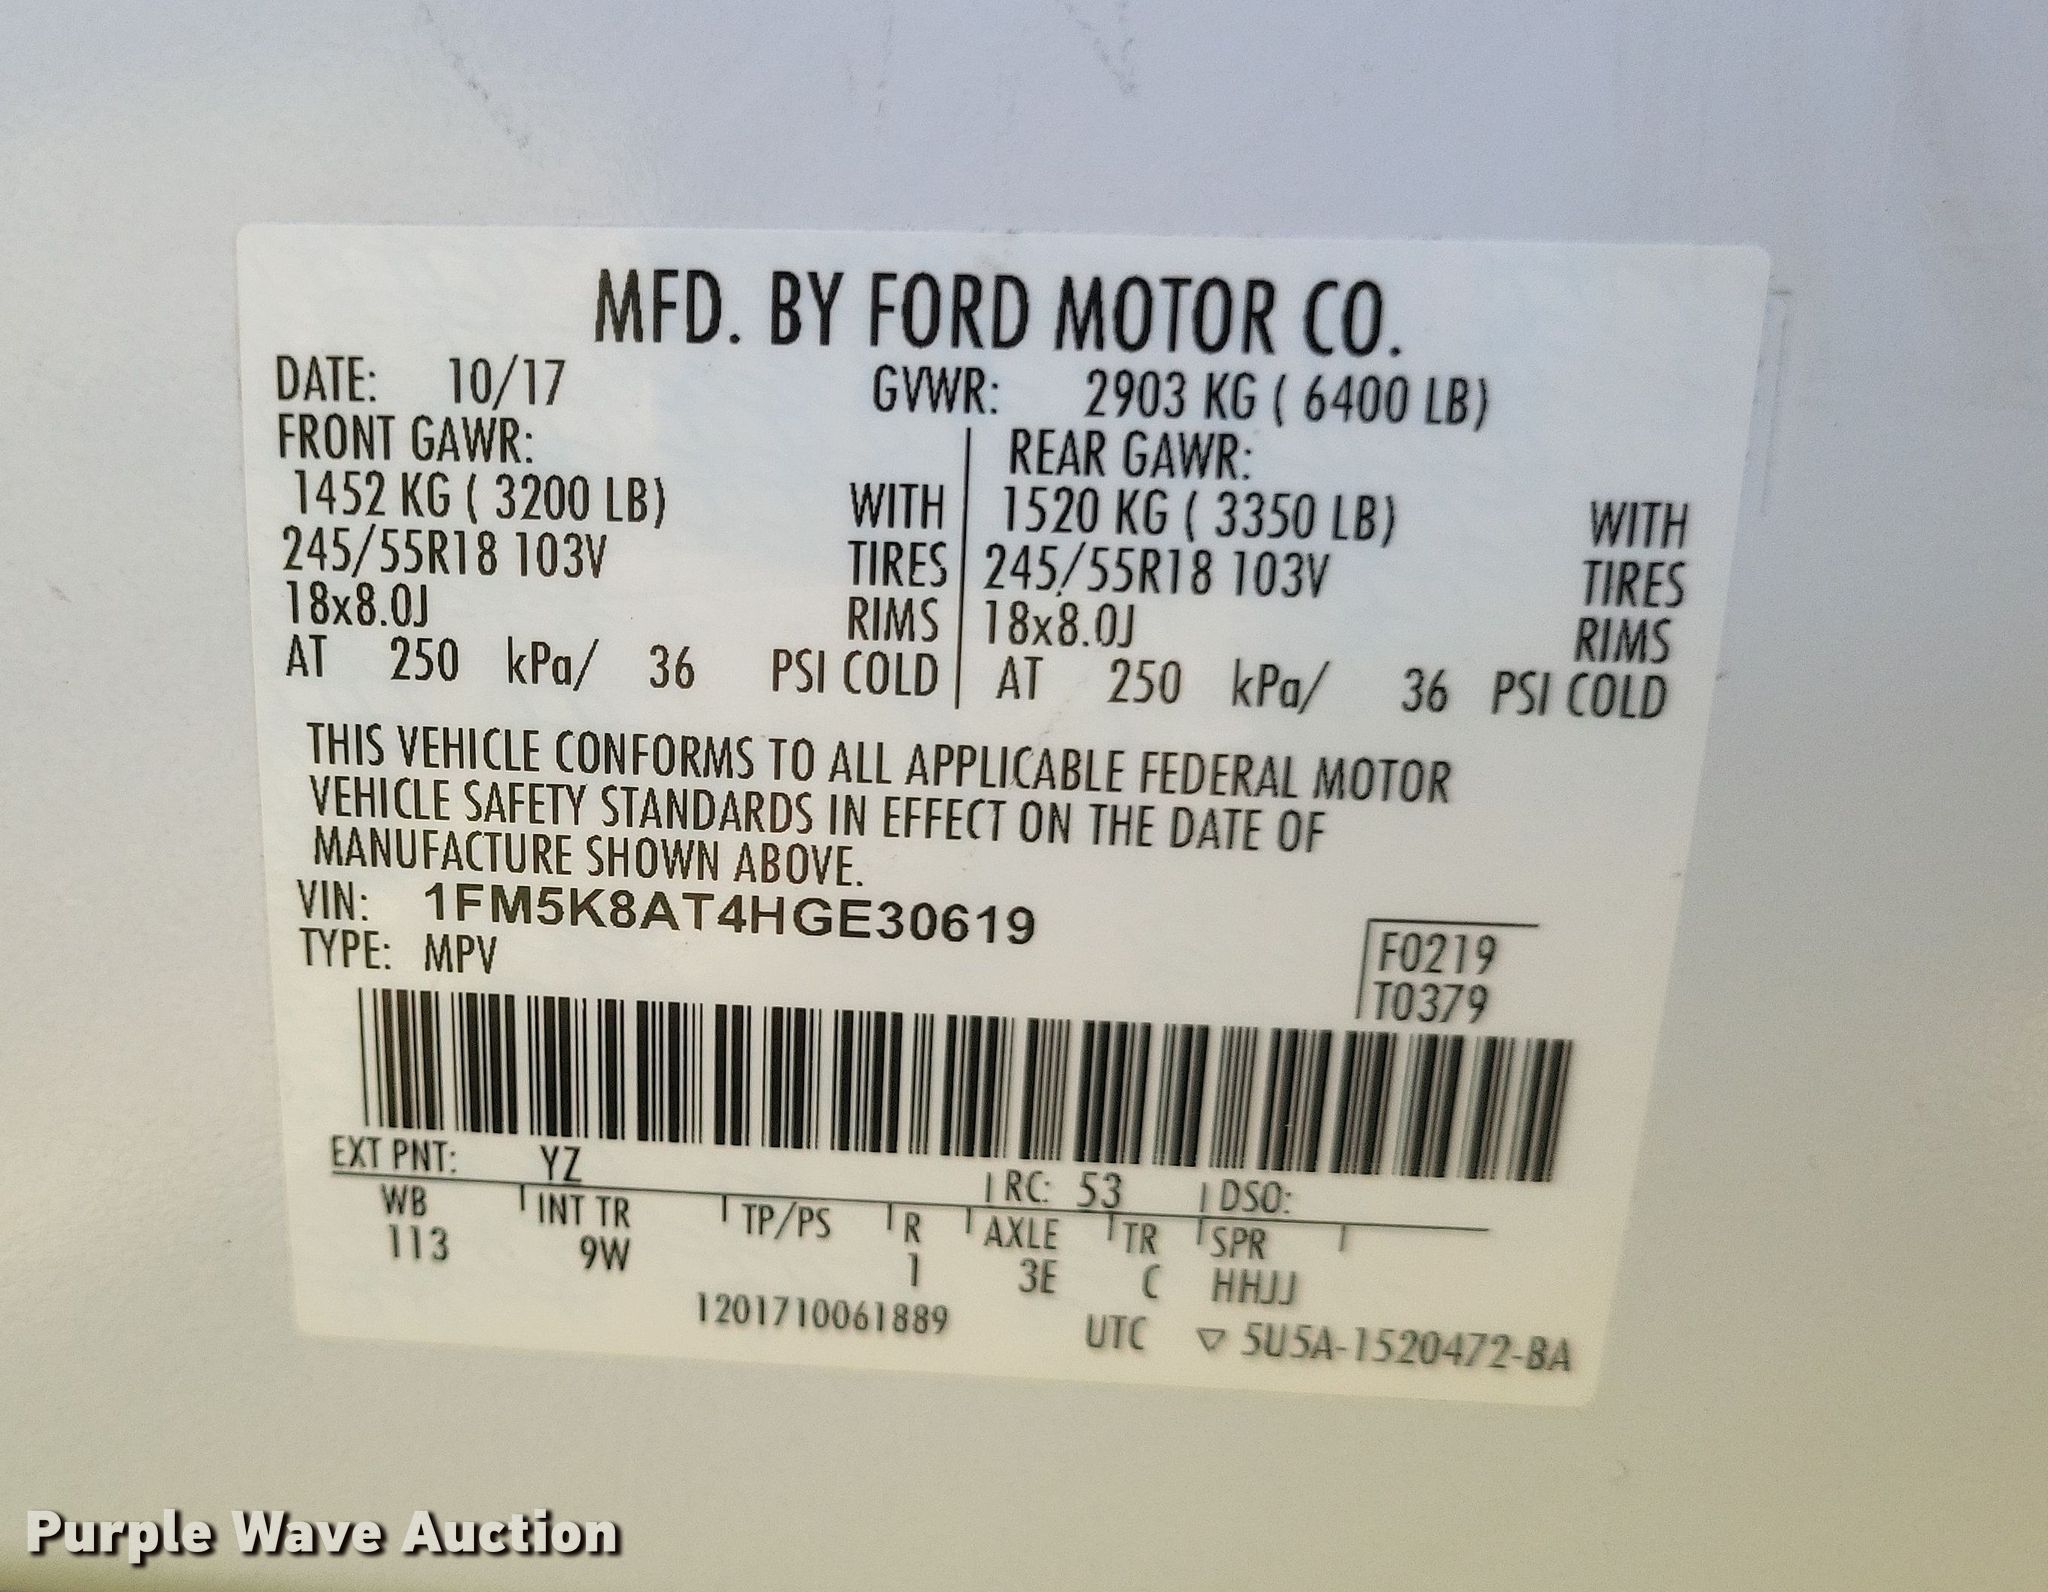 MFD. BY FORD MOTOR CO.
DATE: 10/17 GVWR: 2903 KG ( 6400 LB)
FRONT GAWR: REAR GAWR:
1452 KG ( 3200 LB) WITH 1520 KG ( 3350 LB) WITH
245/55R18 103V TIRES 245/55R18 103V TIRES
18x8.0J RIMS 18x8.0J RIMS
AT 250 kPa/ 36 PSI COLD AT 250 kPa/ 36 PSI COLD
THIS VEHICLE CONFORMS TO ALL APPLICABLE FEDERAL MOTOR
VEHICLE SAFETY STANDARDS IN EFFECT ON THE DATE OF
MANUFACTURE SHOWN ABOVE.
VIN: 1FM5K8AT4HGE30619
TYPE: MPV
F0219
T0379
EXT PNT: YZ RC: 53 DSO:
WB INT TR TP/PS R AXLE TR SPR
113 9W 1 3E C HHJJ
1201710061889 UTC ▽ 5U5A-1520472-BA
Purple Wave Auction